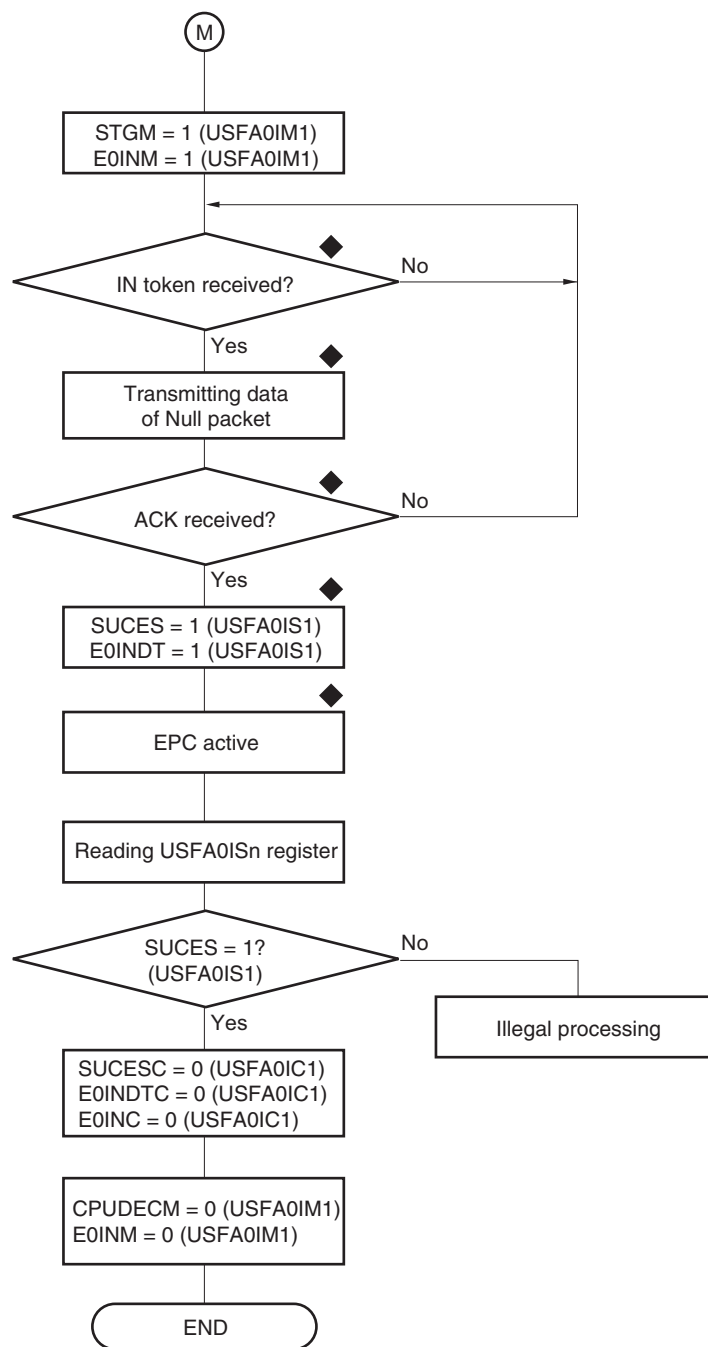 M
STGM = 1 (USFA0IM1)
E0INM = 1 (USFA0IM1)
IN token received?
No
Yes
Transmitting data
of Null packet
ACK received?
No
Yes
SUCES = 1 (USFA0IS1)
E0INDT = 1 (USFA0IS1)
EPC active
Reading USFA0ISn register
SUCES = 1?
(USFA0IS1)
No
Illegal processing
Yes
SUCESC = 0 (USFA0IC1)
E0INDTC = 0 (USFA0IC1)
E0INC = 0 (USFA0IC1)
CPUDECM = 0 (USFA0IM1)
E0INM = 0 (USFA0IM1)
END